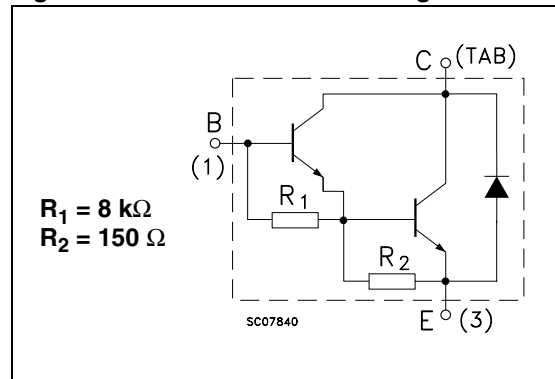 C (TAB)
B
(1)
R1
R1 = 8 kΩ
R2 = 150 Ω
R2
SC07840
E (3)